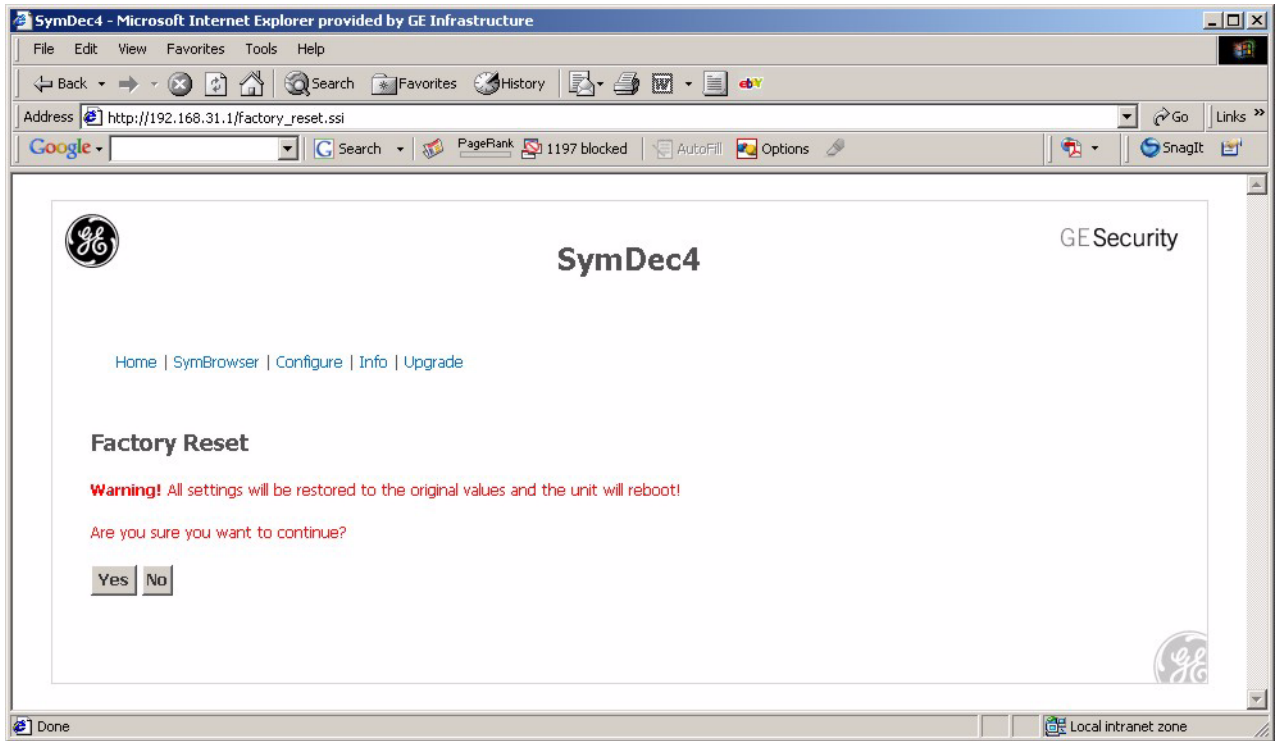 SymDec4 - Microsoft Internet Explorer provided by GE Infrastructure
File Edit View Favorites Tools Help
Back Search Favorites History ebY
Address http://192.168.31.1/factory_reset.ssi Go Links »
Google Search PageRank 1197 blocked AutoFill Options SnagIt
GE GE Security
SymDec4
Home | SymBrowser | Configure | Info | Upgrade
Factory Reset
Warning! All settings will be restored to the original values and the unit will reboot!
Are you sure you want to continue?
Yes No
GE
Done Local intranet zone